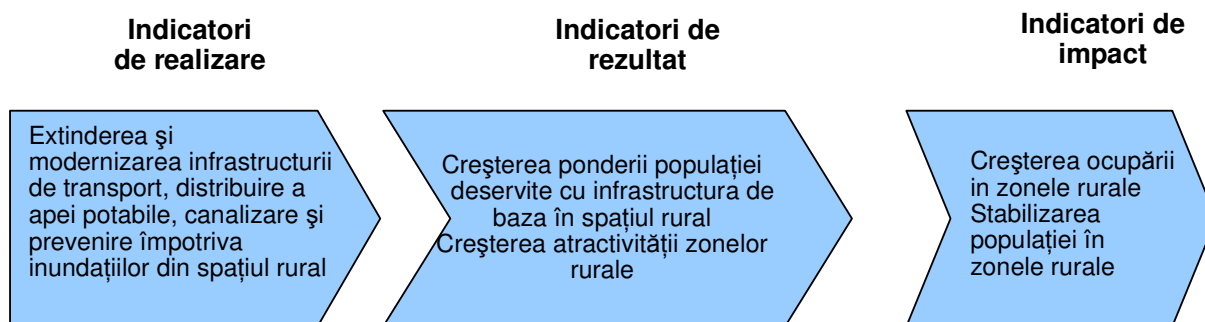 Indicatori
de realizare
Indicatori de
rezultat
Indicatori de
impact
Extinderea şi
modernizarea infrastructurii
de transport, distribuire a
apei potabile, canalizare şi
prevenire împotriva
inundațiilor din spațiul rural
Creşterea ponderii populației
deservite cu infrastructura de
baza în spațiul rural
Creşterea atractivității zonelor
rurale
Creşterea ocupării
in zonele rurale
Stabilizarea
populației în
zonele rurale